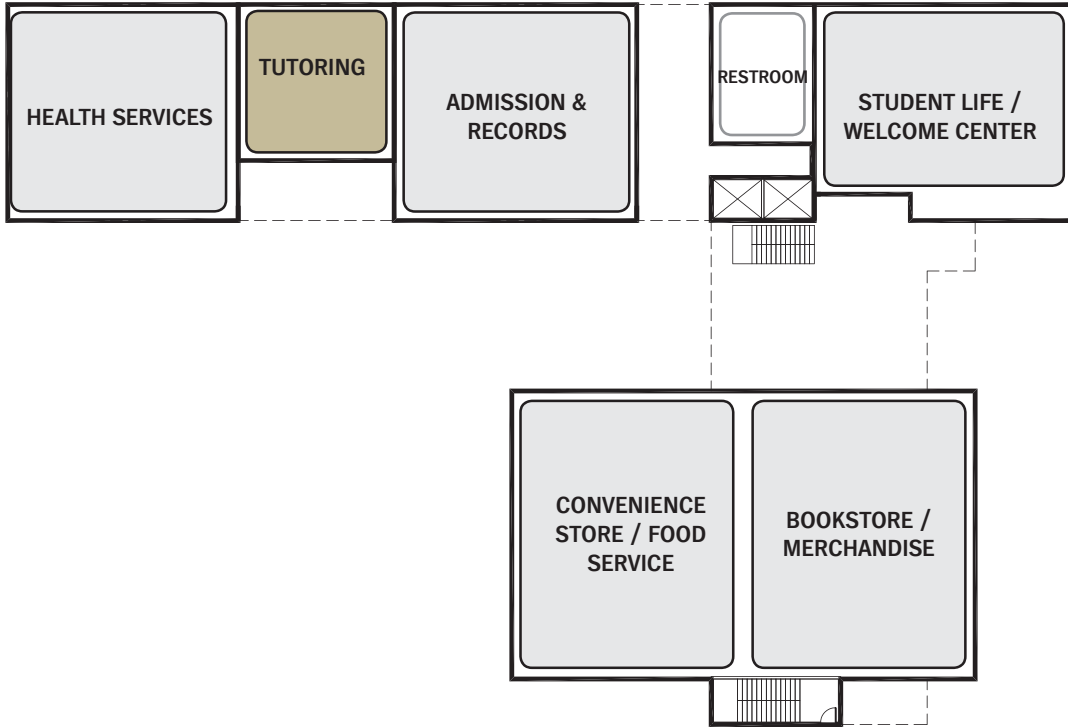 HEALTH SERVICES
TUTORING
ADMISSION &
RECORDS
RESTROOM
STUDENT LIFE /
WELCOME CENTER
CONVENIENCE
STORE / FOOD
SERVICE
BOOKSTORE /
MERCHANDISE